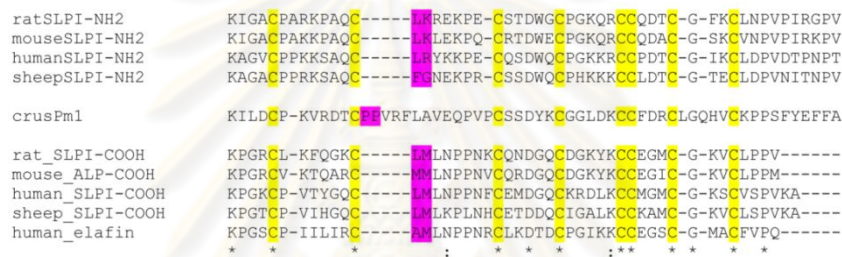 ratSLPI-NH2 KIGACPARKPAQC-----LKREKPE-CSTDWGCPGKQRCCQDTC-G-FKCLNPVPIRGPV
mouseSLPI-NH2 KIGACPAKKPAQC-----LKLEKPQ-CRTDWECPGKQRCCQDAC-G-SKCVNPVPIRKPV
humanSLPI-NH2 KAGVCPPKKSAQC-----LRYKKPE-CQSDWQCPGKKRCCPDTC-G-IKCLDPVDTPNPT
sheepSLPI-NH2 KAGACPPRKSAQC-----FGNEKPR-CSSDWQCPHKKKCCLDTC-G-TECLDPVNITNPV
crusPm1 KILDCP-KVRDTCPPVRFLAVEQPVPCSSDYKCGGLDKCCFDRCLGQHVCKPPSFYEFFA
rat_SLPI-COOH KPGRCL-KFQGKC-----LMLNPPNKCQNDGQCDGKYKCCEGMC-G-KVCLPPV------
mouse_ALP-COOH KPGRCV-KTQARC-----MMLNPPNVCQRDGQCDGKYKCCEGIC-G-KVCLPPM------
human_SLPI-COOH KPGKCP-VTYGQC-----LMLNPPNFCEMDGQCKRDLKCCMGMC-G-KSCVSPVKA----
sheep_SLPI-COOH KPGTCP-VIHGQC-----LMLKPLNHCETDDQCIGALKCCKAMC-G-KVCLSPVKA----
human_elafin KPGSCP-IILIRC-----AMLNPPNRCLKDTDCPGIKKCCEGSC-G-MACFVPQ------
* * * : * * * :** * * * *